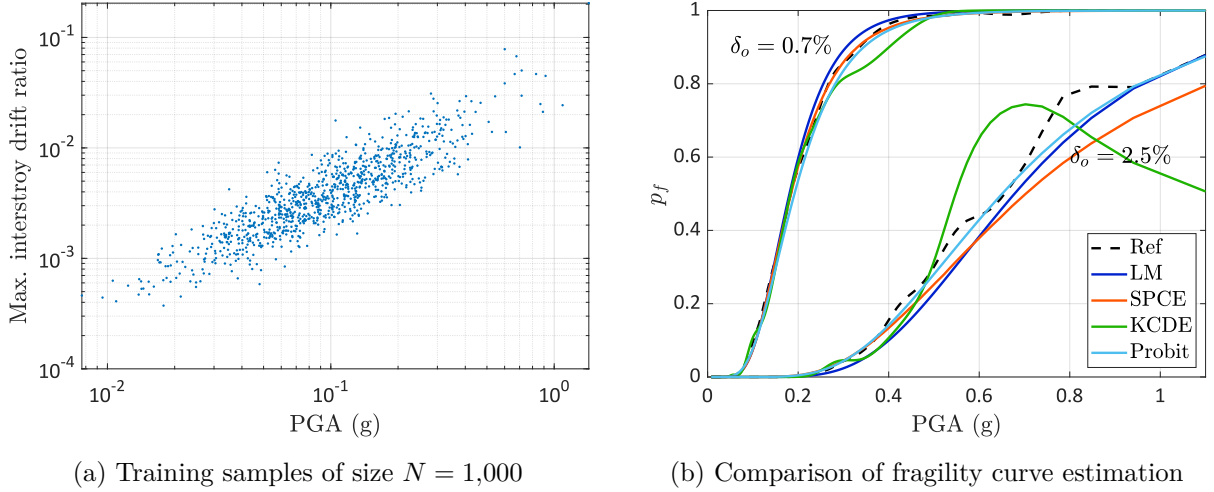 Max. interstroy drift ratio
10^{-1}
10^{-2}
10^{-3}
10^{-4}
10^{-2}
10^{-1}
10^{0}
PGA (g)
(a) Training samples of size N = 1,000
p_f
1
0.8
0.6
0.4
0.2
0
0
0.2
0.4
0.6
0.8
1
PGA (g)
δ_o = 0.7%
δ_o = 2.5%
Ref
LM
SPCE
KCDE
Probit
(b) Comparison of fragility curve estimation